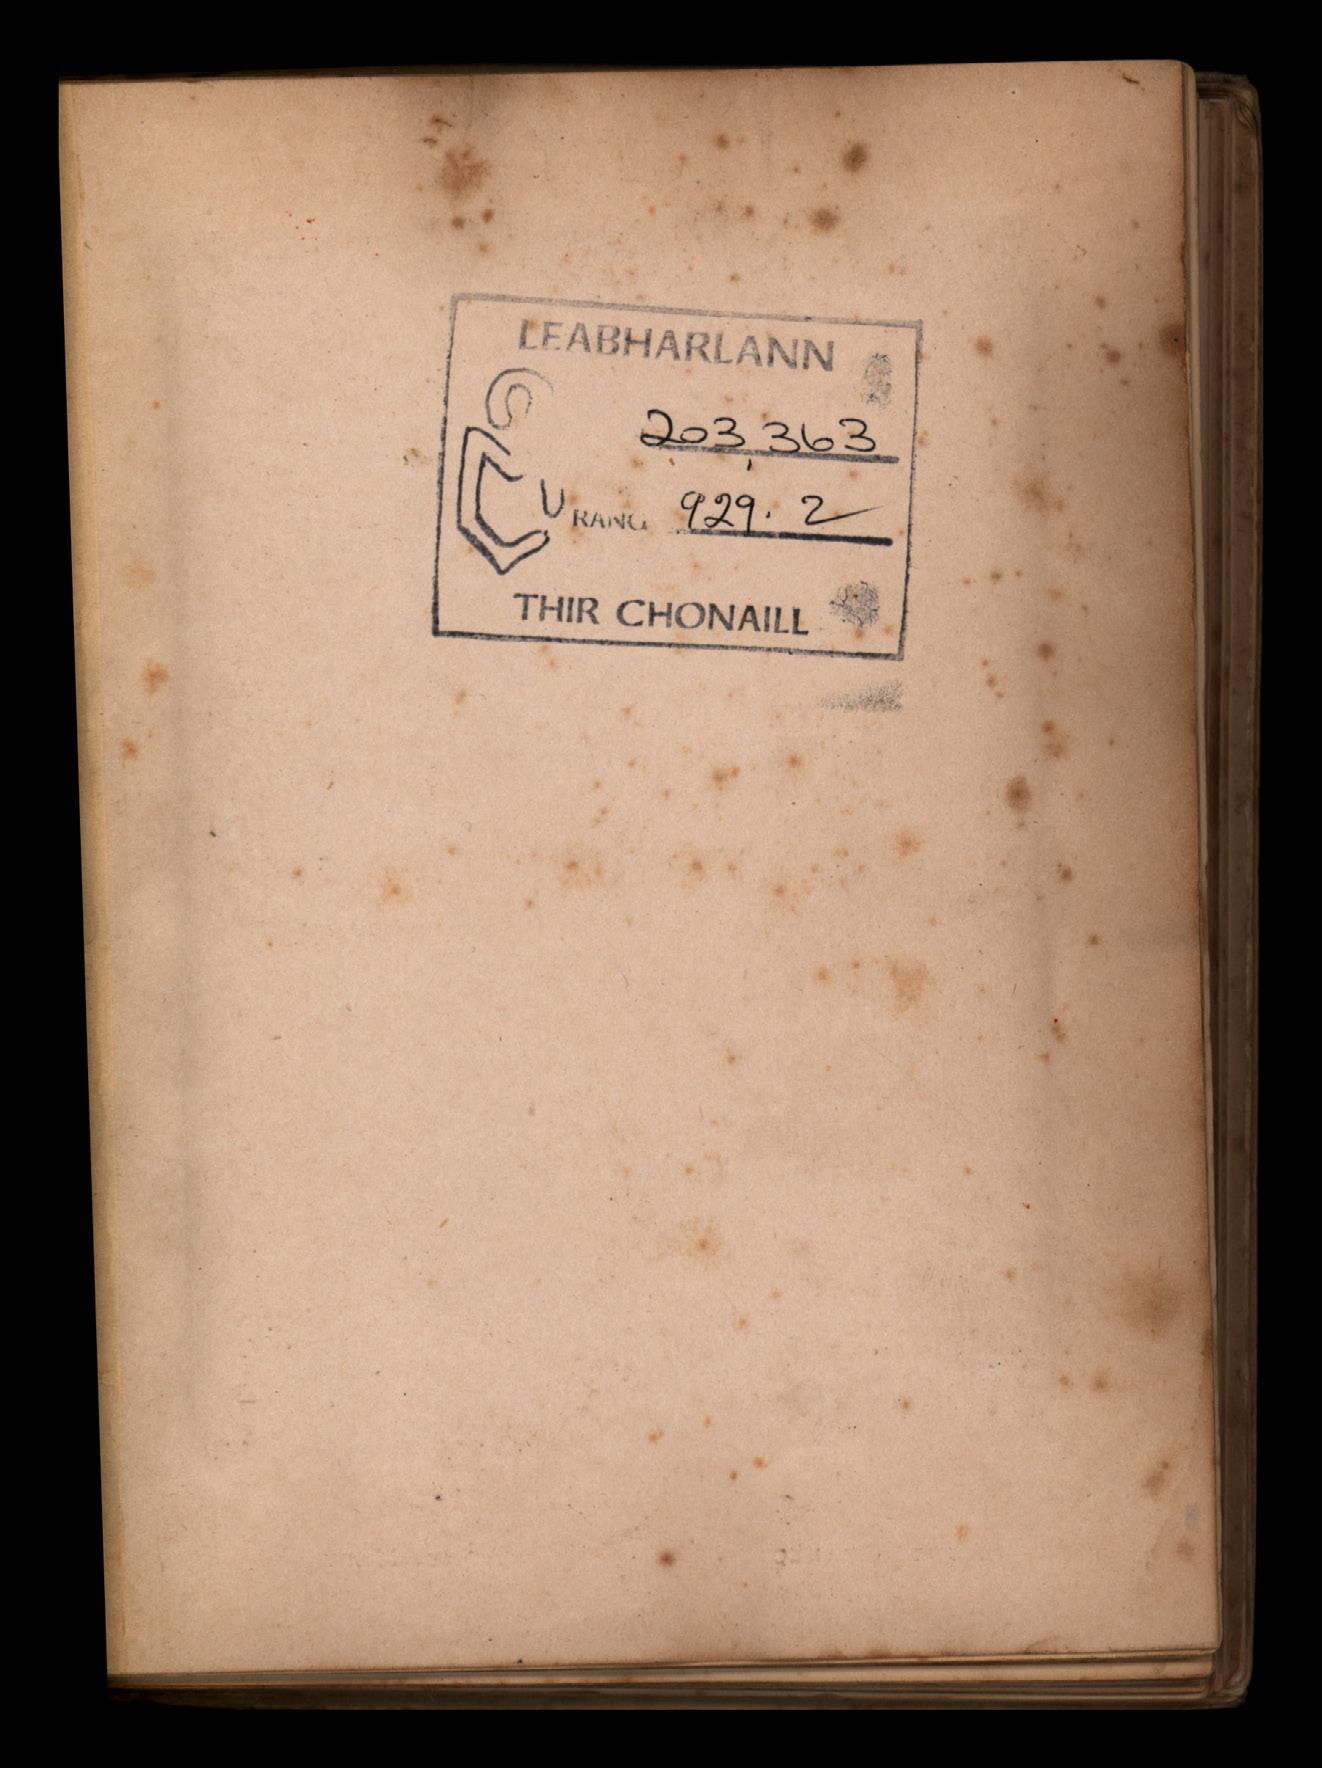 LEABHARLANN
203,363
RANG 929.2
THIR CHONAILL